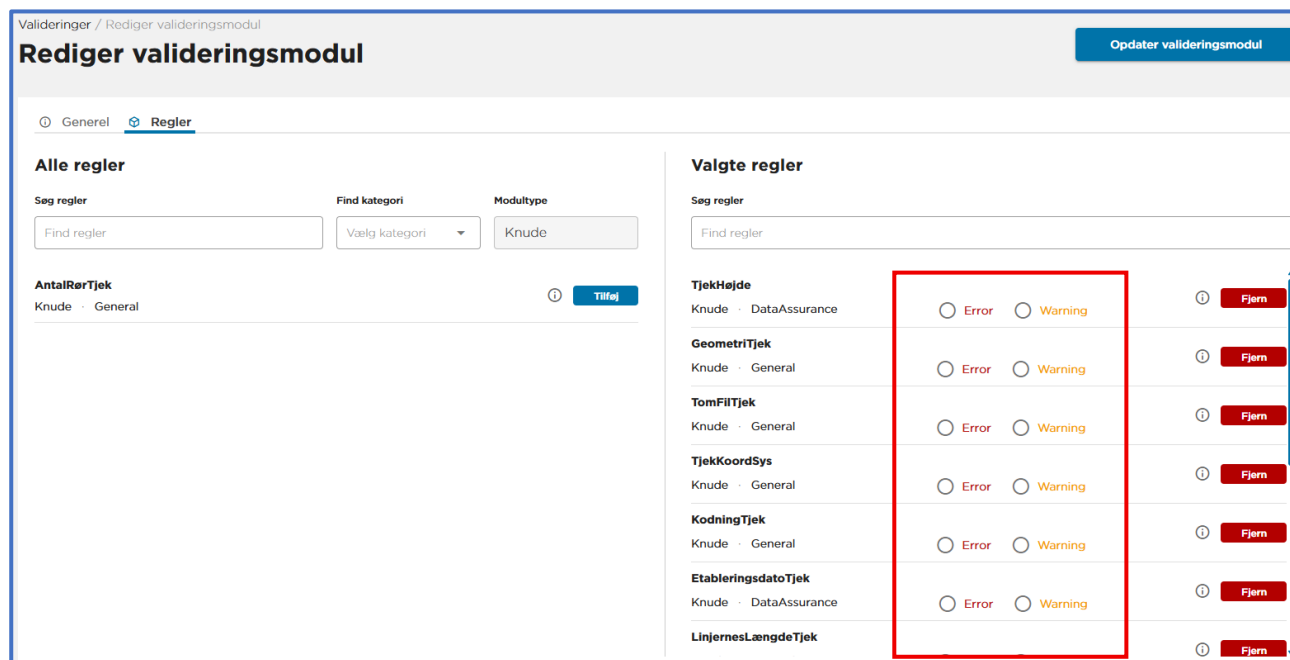 Valideringer / Rediger valideringsmodul
Rediger valideringsmodul
Opdater valideringsmodul
Generel Regler
Alle regler
Søg regler Find kategori Modultype
Find regler Vælg kategori Knude
AntalRørTjek
Knude · General
Tilføj
Valgte regler
Søg regler
Find regler
TjekHøjde
Knude · DataAssurance Error Warning Fjern
GeometriTjek
Knude · General Error Warning Fjern
TomFilTjek
Knude · General Error Warning Fjern
TjekKoordSys
Knude · General Error Warning Fjern
KodningTjek
Knude · General Error Warning Fjern
EtableringsdatoTjek
Knude · DataAssurance Error Warning Fjern
LinjernesLængdeTjek
Fjern